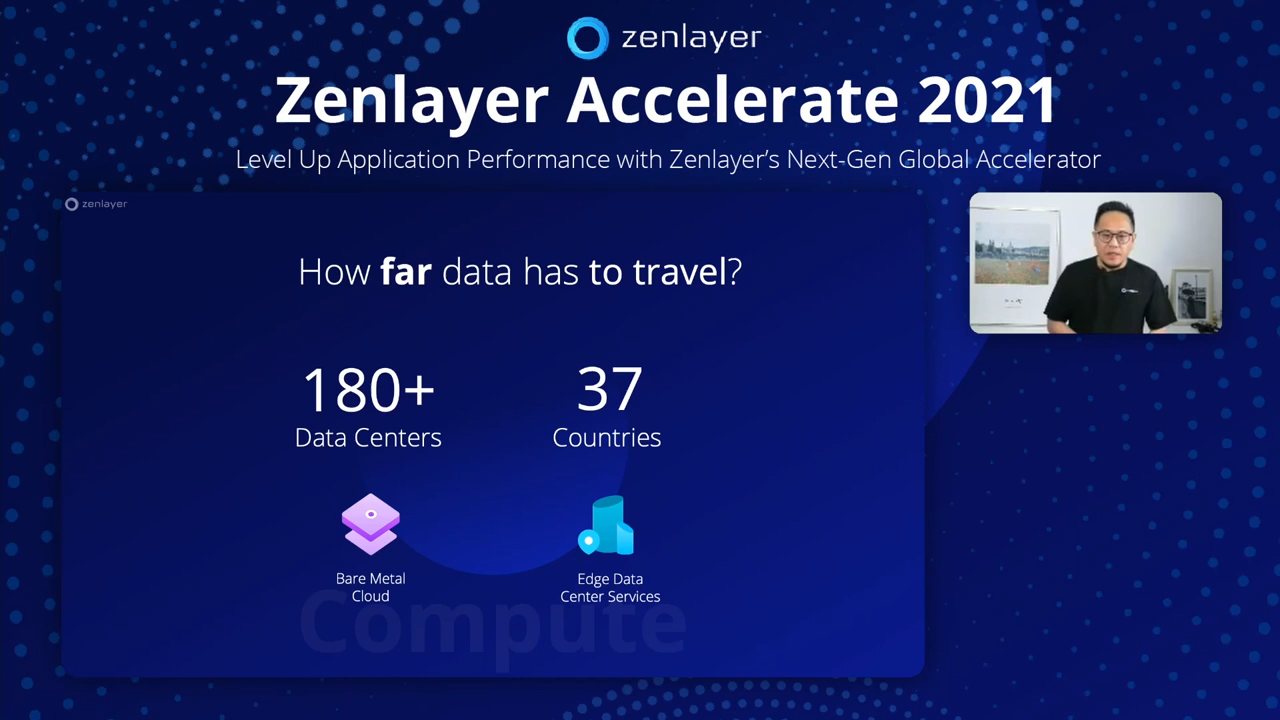 zenlayer
Zenlayer Accelerate 2021
Level Up Application Performance with Zenlayer’s Next-Gen Global Accelerator
zenlayer
How far data has to travel?
180+
Data Centers
37
Countries
Bare Metal
Cloud
Edge Data
Center Services
Compute